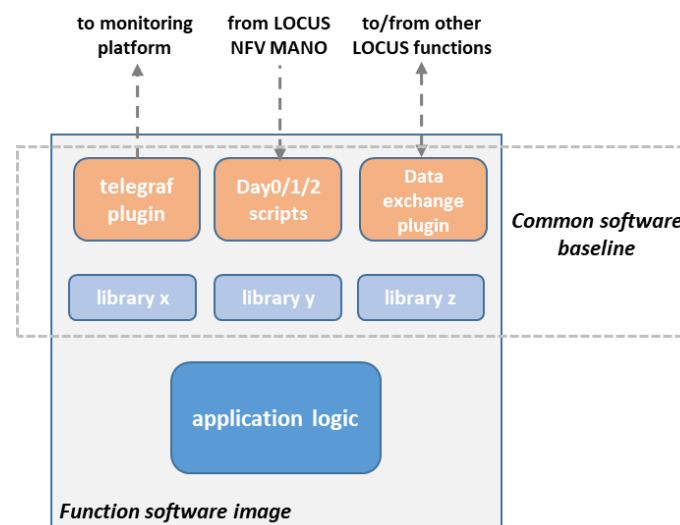 to monitoring
platform
from LOCUS
NFV MANO
to/from other
LOCUS functions
telegraf
plugin
Day0/1/2
scripts
Data
exchange
plugin
Common software
baseline
library x
library y
library z
application logic
Function software image